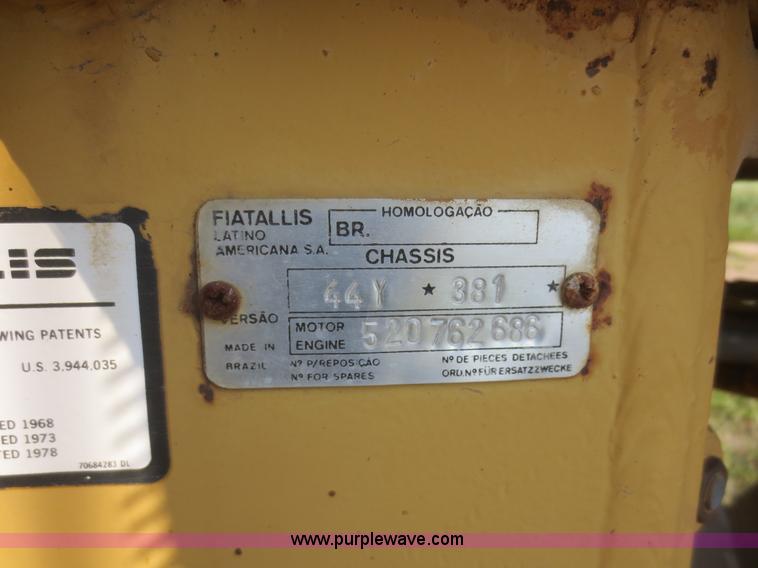 LIS
WING PATENTS
U.S. 3.944.035
ED 1968
ED 1973
TED 1978
70684283 DL
FIATALLIS
LATINO
AMERICANA S.A.
HOMOLOGAÇÃO
BR.
CHASSIS
44Y * 381 *
VERSÃO
MOTOR
ENGINE
520762686
MADE IN
BRAZIL
Nº P/REPOSIÇÃO
Nº FOR SPARES
Nº DE PIECES DETACHEES
ORD.Nº FÜR ERSATZZWECKE
www.purplewave.com